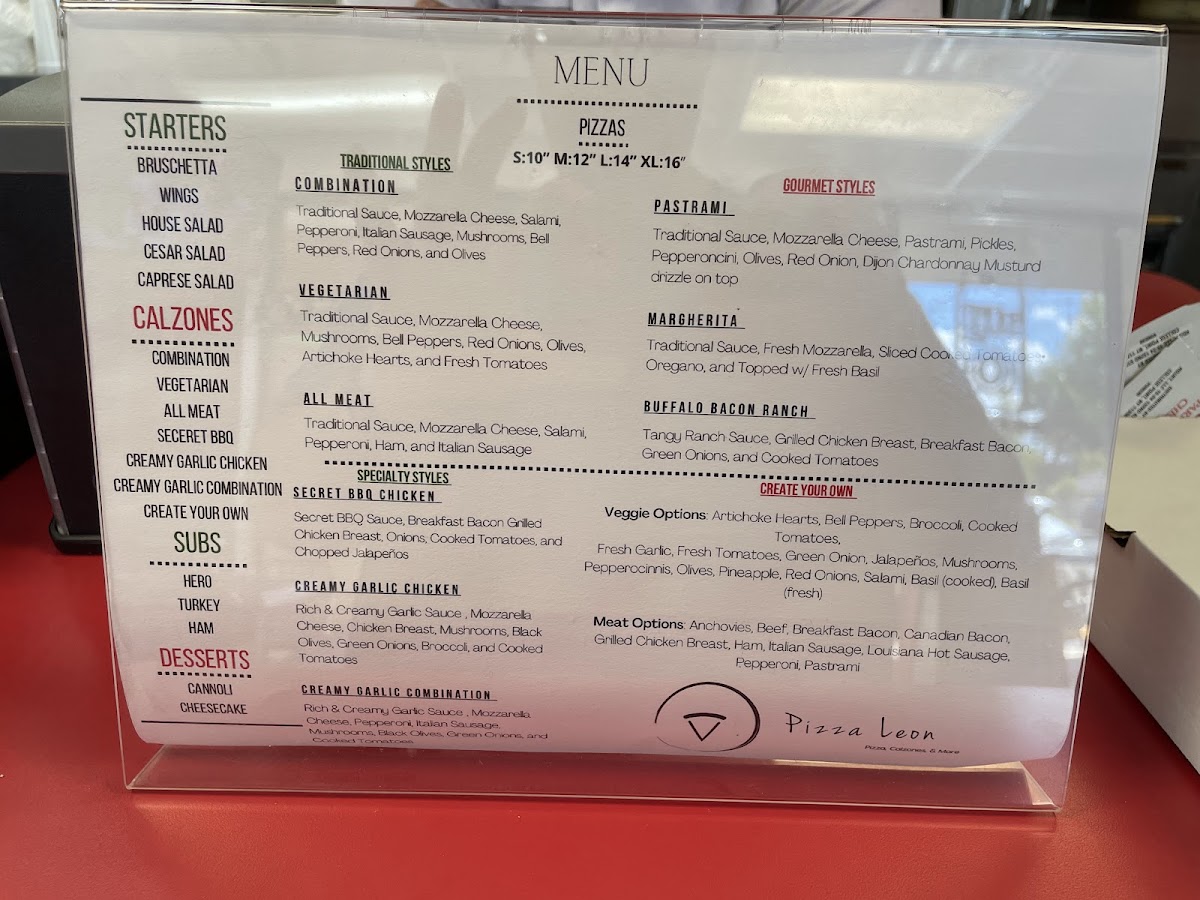 MENU
PIZZAS
S:10” M:12” L:14” XL:16”
STARTERS
BRUSCHETTA
WINGS
HOUSE SALAD
CESAR SALAD
CAPRESE SALAD
CALZONES
COMBINATION
VEGETARIAN
ALL MEAT
SECERET BBQ
CREAMY GARLIC CHICKEN
CREAMY GARLIC COMBINATION
CREATE YOUR OWN
SUBS
HERO
TURKEY
HAM
DESSERTS
CANNOLI
CHEESECAKE
TRADITIONAL STYLES
COMBINATION
Traditional Sauce, Mozzarella Cheese, Salami,
Pepperoni, Italian Sausage, Mushrooms, Bell
Peppers, Red Onions, and Olives
VEGETARIAN
Traditional Sauce, Mozzarella Cheese,
Mushrooms, Bell Peppers, Red Onions, Olives,
Artichoke Hearts, and Fresh Tomatoes
ALL MEAT
Traditional Sauce, Mozzarella Cheese, Salami,
Pepperoni, Ham, and Italian Sausage
SPECIALTY STYLES
SECRET BBQ CHICKEN
Secret BBQ Sauce, Breakfast Bacon Grilled
Chicken Breast, Onions, Cooked Tomatoes, and
Chopped Jalapeños
CREAMY GARLIC CHICKEN
Rich & Creamy Garlic Sauce , Mozzarella
Cheese, Chicken Breast, Mushrooms, Black
Olives, Green Onions, Broccoli, and Cooked
Tomatoes
CREAMY GARLIC COMBINATION
Rich & Creamy Garlic Sauce , Mozzarella
Cheese, Pepperoni, Italian Sausage,
Mushrooms, Black Olives, Green Onions, and
Cooked Tomatoes
GOURMET STYLES
PASTRAMI
Traditional Sauce, Mozzarella Cheese, Pastrami, Pickles,
Pepperoncini, Olives, Red Onion, Dijon Chardonnay Musturd
drizzle on top
MARGHERITA
Traditional Sauce, Fresh Mozzarella, Sliced Cooked Tomatoes,
Oregano, and Topped w/ Fresh Basil
BUFFALO BACON RANCH
Tangy Ranch Sauce, Grilled Chicken Breast, Breakfast Bacon,
Green Onions, and Cooked Tomatoes
CREATE YOUR OWN
Veggie Options: Artichoke Hearts, Bell Peppers, Broccoli, Cooked
Tomatoes,
Fresh Garlic, Fresh Tomatoes, Green Onion, Jalapeños, Mushrooms,
Pepperocinnis, Olives, Pineapple, Red Onions, Salami, Basil (cooked), Basil
(fresh)
Meat Options: Anchovies, Beef, Breakfast Bacon, Canadian Bacon,
Grilled Chicken Breast, Ham, Italian Sausage, Louisiana Hot Sausage,
Pepperoni, Pastrami
Pizza Leon
Pizza, Calzones, & More